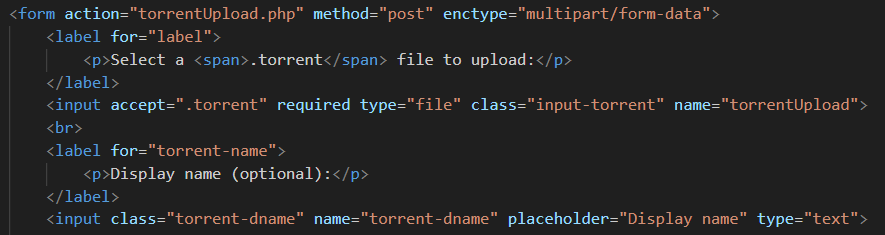 <form action="torrentUpload.php" method="post" enctype="multipart/form-data">
<label for="label">
<p>Select a <span>.torrent</span> file to upload:</p>
</label>
<input accept=".torrent" required type="file" class="input-torrent" name="torrentUpload">
<br>
<label for="torrent-name">
<p>Display name (optional):</p>
</label>
<input class="torrent-dname" name="torrent-dname" placeholder="Display name" type="text">